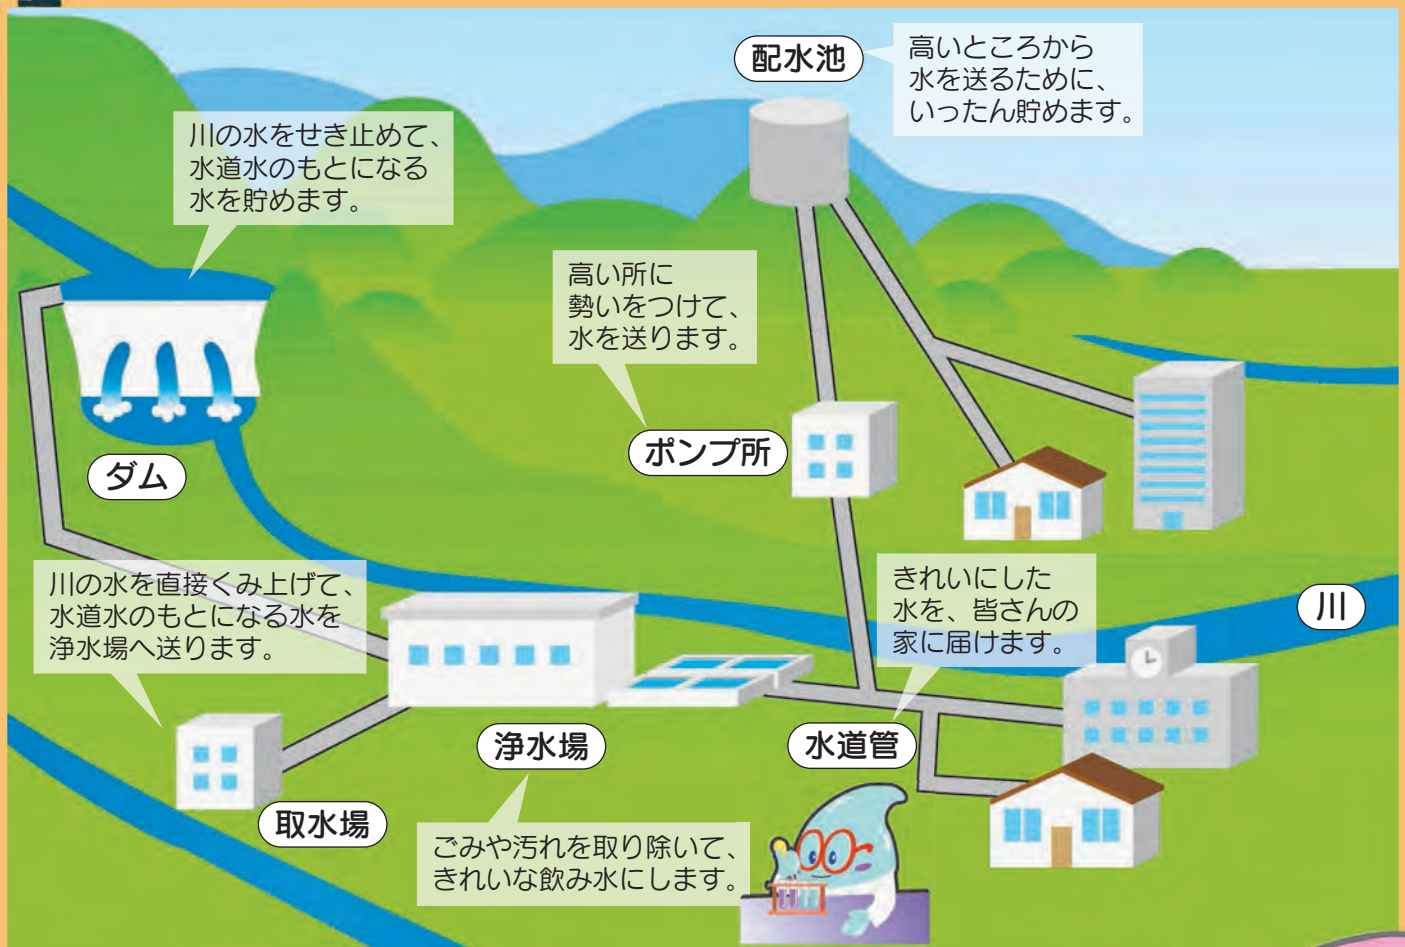 配水池
高いところから
水を送るために、
いったん貯めます。
川の水をせき止めて、
水道水のもとになる
水を貯めます。
高い所に
勢いをつけて、
水を送ります。
ポンプ所
ダム
川の水を直接くみ上げて、
水道水のもとになる水を
浄水場へ送ります。
きれいにした
水を、皆さんの
家に届けます。
川
浄水場
水道管
取水場
ごみや汚れを取り除いて、
きれいな飲み水にします。